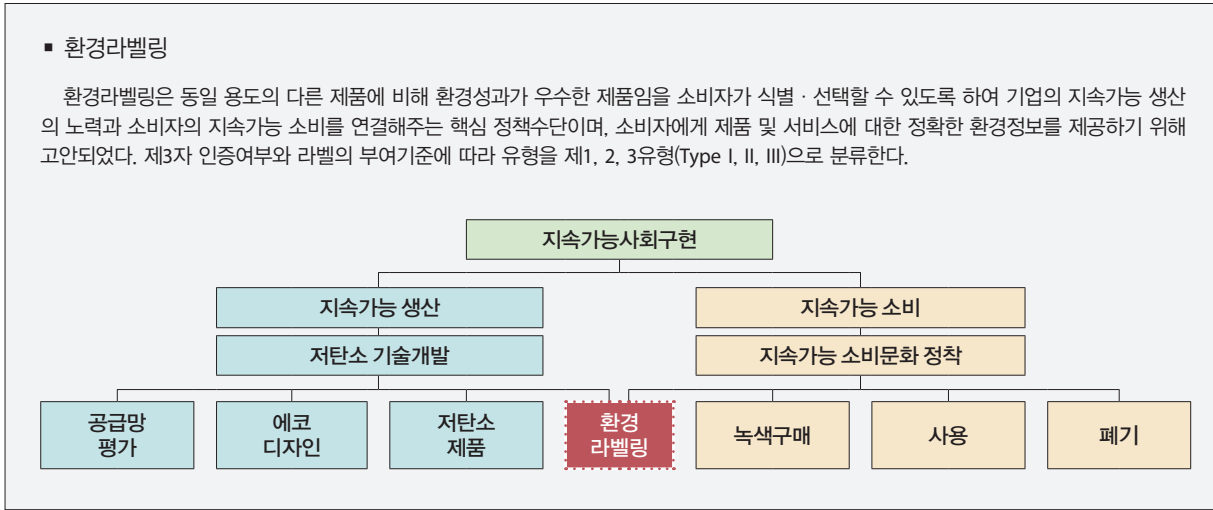 ▪ 환경라벨링
환경라벨링은 동일 용도의 다른 제품에 비해 환경성과가 우수한 제품임을 소비자가 식별 · 선택할 수 있도록 하여 기업의 지속가능 생산
의 노력과 소비자의 지속가능 소비를 연결해주는 핵심 정책수단이며, 소비자에게 제품 및 서비스에 대한 정확한 환경정보를 제공하기 위해
고안되었다. 제3자 인증여부와 라벨의 부여기준에 따라 유형을 제1, 2, 3유형(Type I, II, III)으로 분류한다.
지속가능사회구현
지속가능 생산
지속가능 소비
저탄소 기술개발
지속가능 소비문화 정착
공급망
평가
에코
디자인
저탄소
제품
환경
라벨링
녹색구매
사용
폐기